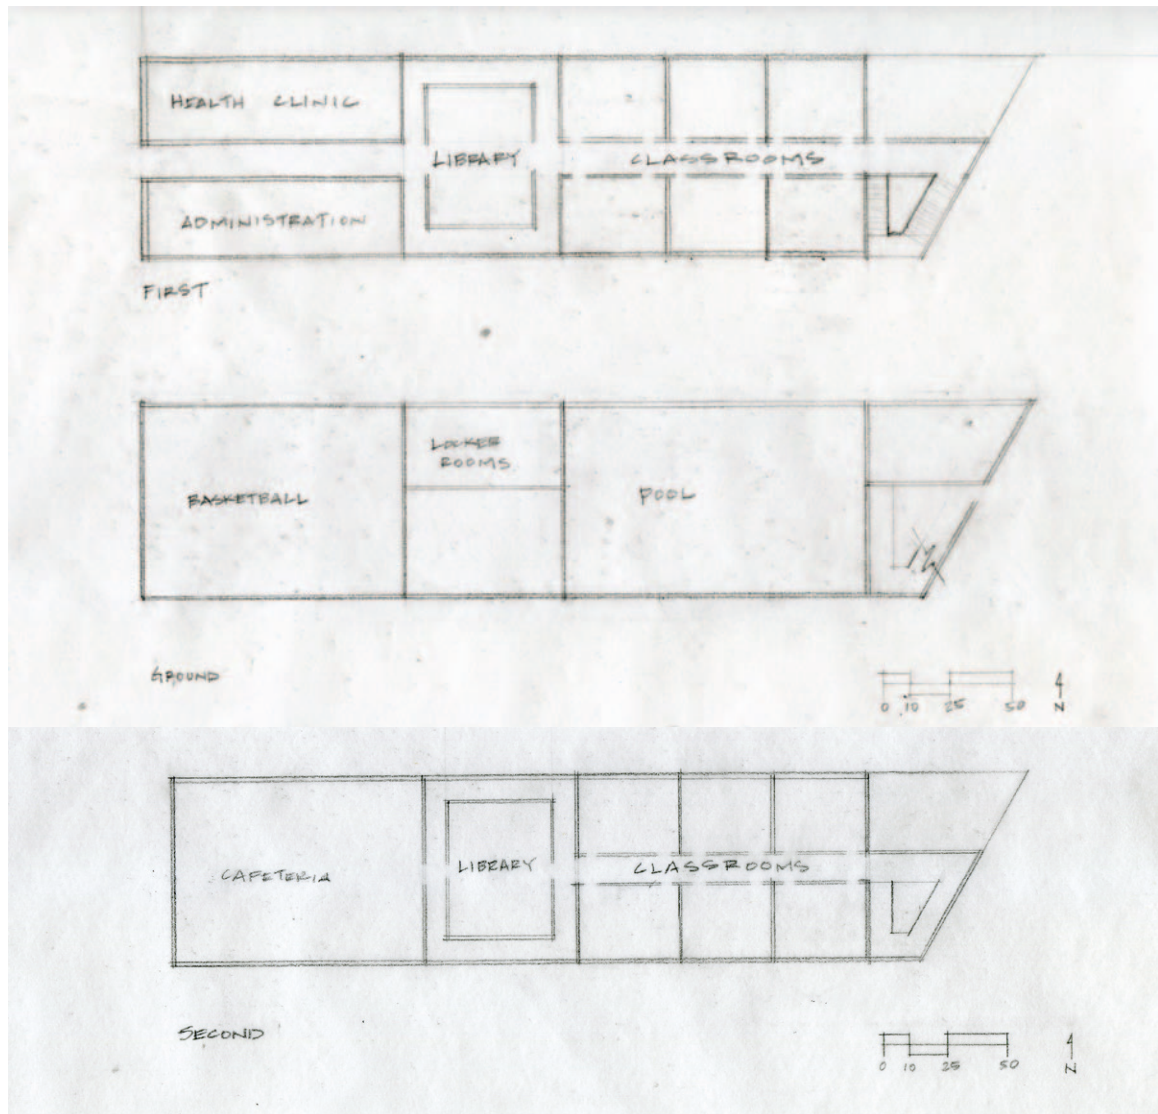 HEALTH CLINIC
LIBRARY
CLASSROOMS
ADMINISTRATION
FIRST
LOCKER
ROOMS
BASKETBALL
POOL
GROUND
0 10 25 50
N
CAFETERIA
LIBRARY
CLASSROOMS
SECOND
0 10 25 50
N